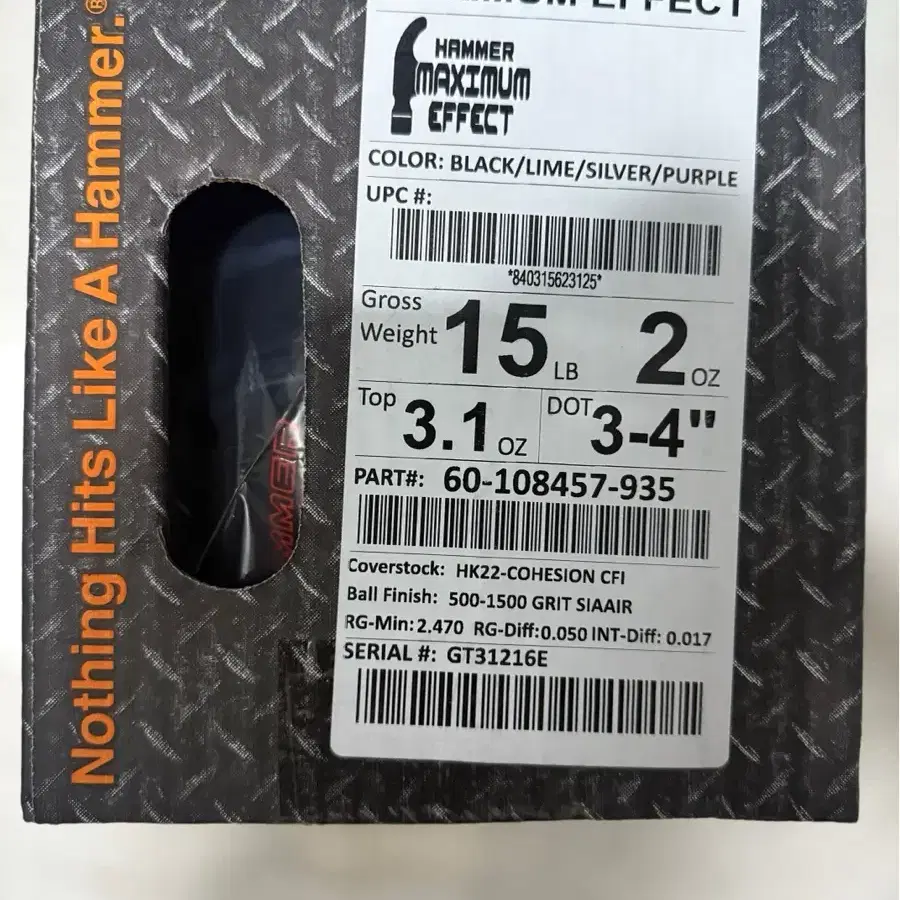 EFFECT
HAMMER
MAXIMUM
EFFECT
COLOR: BLACK/LIME/SILVER/PURPLE
UPC #:
*840315623125*
Gross
Weight 15 LB 2 OZ
Top 3.1 OZ DOT 3-4"
PART#: 60-108457-935
Coverstock: HK22-COHESION CFI
Ball Finish: 500-1500 GRIT SIAAIR
RG-Min: 2.470 RG-Diff: 0.050 INT-Diff: 0.017
SERIAL #: GT31216E
Nothing Hits Like A Hammer.®